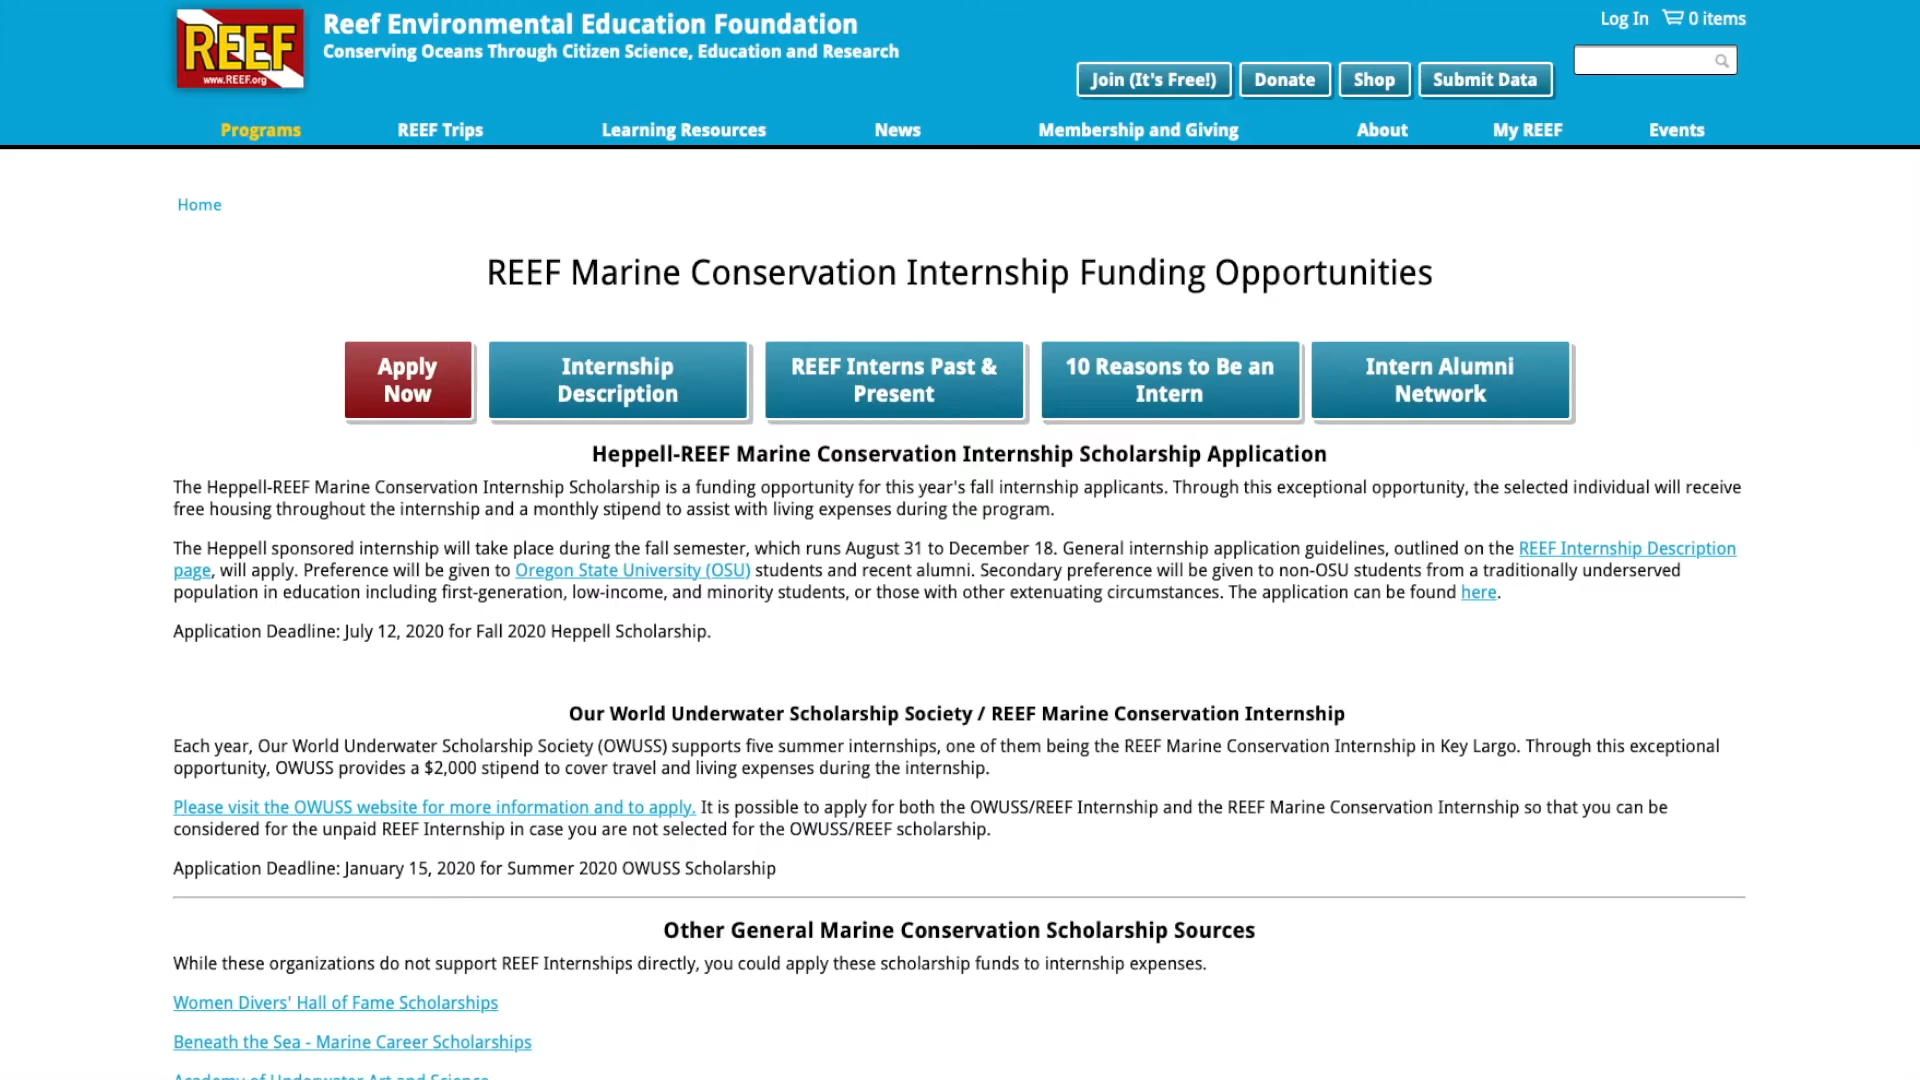 REEF
www.REEF.org
Reef Environmental Education Foundation
Conserving Oceans Through Citizen Science, Education and Research
Log In 0 items
Join (It's Free!) Donate Shop Submit Data
Programs REEF Trips Learning Resources News Membership and Giving About My REEF Events
Home
REEF Marine Conservation Internship Funding Opportunities
Apply Now
Internship Description
REEF Interns Past & Present
10 Reasons to Be an Intern
Intern Alumni Network
Heppell-REEF Marine Conservation Internship Scholarship Application
The Heppell-REEF Marine Conservation Internship Scholarship is a funding opportunity for this year's fall internship applicants. Through this exceptional opportunity, the selected individual will receive
free housing throughout the internship and a monthly stipend to assist with living expenses during the program.
The Heppell sponsored internship will take place during the fall semester, which runs August 31 to December 18. General internship application guidelines, outlined on the REEF Internship Description
page, will apply. Preference will be given to Oregon State University (OSU) students and recent alumni. Secondary preference will be given to non-OSU students from a traditionally underserved
population in education including first-generation, low-income, and minority students, or those with other extenuating circumstances. The application can be found here.
Application Deadline: July 12, 2020 for Fall 2020 Heppell Scholarship.
Our World Underwater Scholarship Society / REEF Marine Conservation Internship
Each year, Our World Underwater Scholarship Society (OWUSS) supports five summer internships, one of them being the REEF Marine Conservation Internship in Key Largo. Through this exceptional
opportunity, OWUSS provides a $2,000 stipend to cover travel and living expenses during the internship.
Please visit the OWUSS website for more information and to apply. It is possible to apply for both the OWUSS/REEF Internship and the REEF Marine Conservation Internship so that you can be
considered for the unpaid REEF Internship in case you are not selected for the OWUSS/REEF scholarship.
Application Deadline: January 15, 2020 for Summer 2020 OWUSS Scholarship
Other General Marine Conservation Scholarship Sources
While these organizations do not support REEF Internships directly, you could apply these scholarship funds to internship expenses.
Women Divers' Hall of Fame Scholarships
Beneath the Sea - Marine Career Scholarships
Academy of Underwater Art and Science